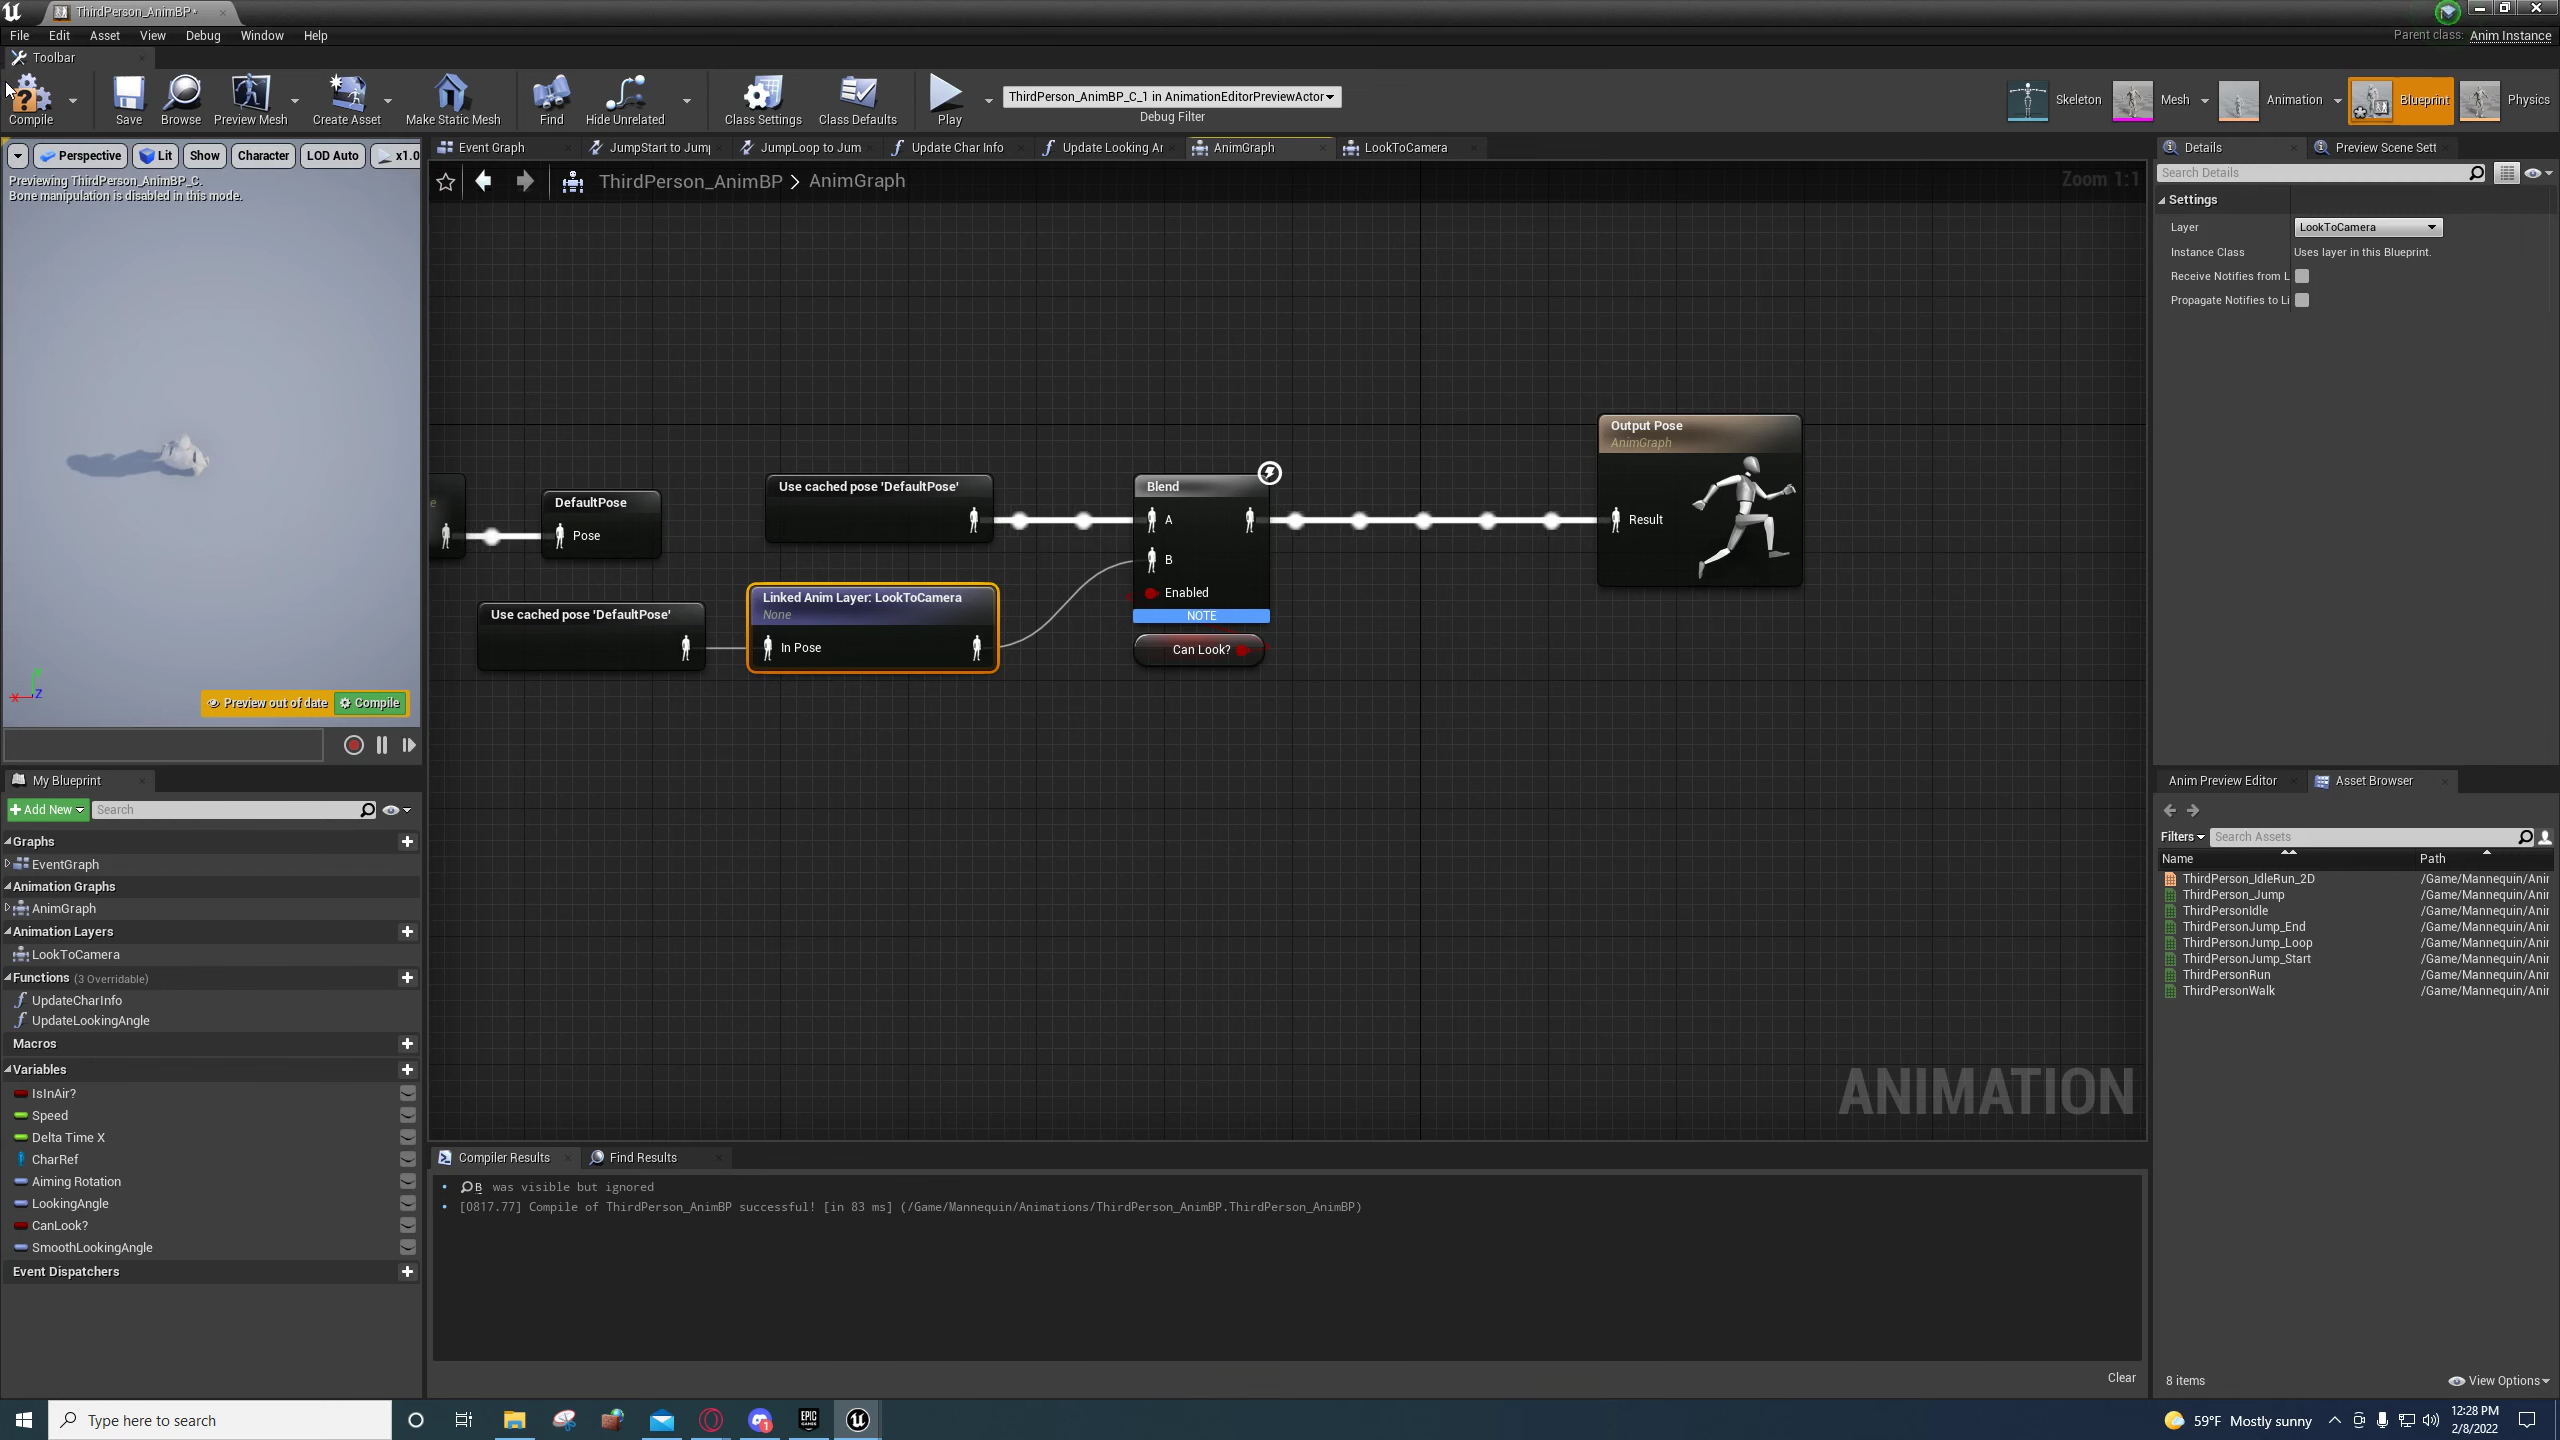 ThirdPerson_AnimBP*
File Edit Asset View Debug Window Help
Parent class: Anim Instance
Toolbar
Compile Save Browse Preview Mesh Create Asset Make Static Mesh Find Hide Unrelated Class Settings Class Defaults Play
ThirdPerson_AnimBP_C_1 in AnimationEditorPreviewActor
Debug Filter
Skeleton Mesh Animation Blueprint Physics
Perspective Lit Show Character LOD Auto x1.0
Previewing ThirdPerson_AnimBP_C.
Bone manipulation is disabled in this mode.
X Z
Preview out of date Compile
Event Graph JumpStart to Jum JumpLoop to Jum Update Char Info Update Looking Ar AnimGraph LookToCamera
ThirdPerson_AnimBP > AnimGraph
Zoom 1:1
DefaultPose
Pose
Use cached pose 'DefaultPose'
Use cached pose 'DefaultPose'
Linked Anim Layer: LookToCamera
None
In Pose
Blend
A
B
Enabled
NOTE
Can Look?
Output Pose
AnimGraph
Result
ANIMATION
Details Preview Scene Sett
Search Details
Settings
Layer LookToCamera
Instance Class Uses layer in this Blueprint.
Receive Notifies from L
Propagate Notifies to Li
My Blueprint
+ Add New Search
Graphs
EventGraph
Animation Graphs
AnimGraph
Animation Layers
LookToCamera
Functions (3 Overridable)
UpdateCharInfo
UpdateLookingAngle
Macros
Variables
IsInAir?
Speed
Delta Time X
CharRef
Aiming Rotation
LookingAngle
CanLook?
SmoothLookingAngle
Event Dispatchers
Compiler Results Find Results
B was visible but ignored
[0817.77] Compile of ThirdPerson_AnimBP successful! [in 83 ms] (/Game/Mannequin/Animations/ThirdPerson_AnimBP.ThirdPerson_AnimBP)
Clear
Anim Preview Editor Asset Browser
Filters Search Assets
Name Path
ThirdPerson_IdleRun_2D /Game/Mannequin/Ani
ThirdPerson_Jump /Game/Mannequin/Ani
ThirdPersonIdle /Game/Mannequin/Ani
ThirdPersonJump_End /Game/Mannequin/Ani
ThirdPersonJump_Loop /Game/Mannequin/Ani
ThirdPersonJump_Start /Game/Mannequin/Ani
ThirdPersonRun /Game/Mannequin/Ani
ThirdPersonWalk /Game/Mannequin/Ani
8 items View Options
Type here to search
EPIC GAMES
59°F Mostly sunny
12:28 PM
2/8/2022